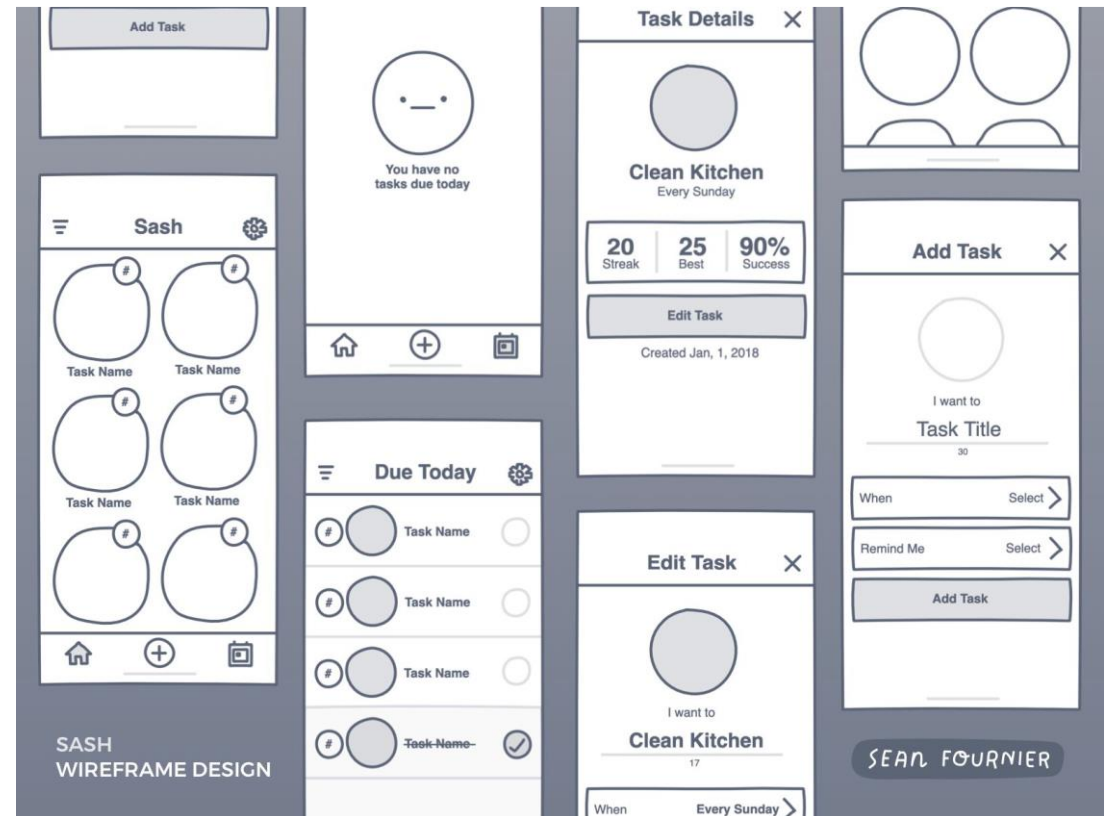 Add Task
Sash
#
#
Task Name
Task Name
#
#
Task Name
Task Name
#
#
SASH
WIREFRAME DESIGN
You have no
tasks due today
Due Today
# Task Name
# Task Name
# Task Name
# Task Name
Task Details
Clean Kitchen
Every Sunday
20 25 90%
Streak Best Success
Edit Task
Created Jan, 1, 2018
Edit Task
I want to
Clean Kitchen
17
When Every Sunday
Add Task
I want to
Task Title
30
When Select
Remind Me Select
Add Task
SEAN FOURNIER